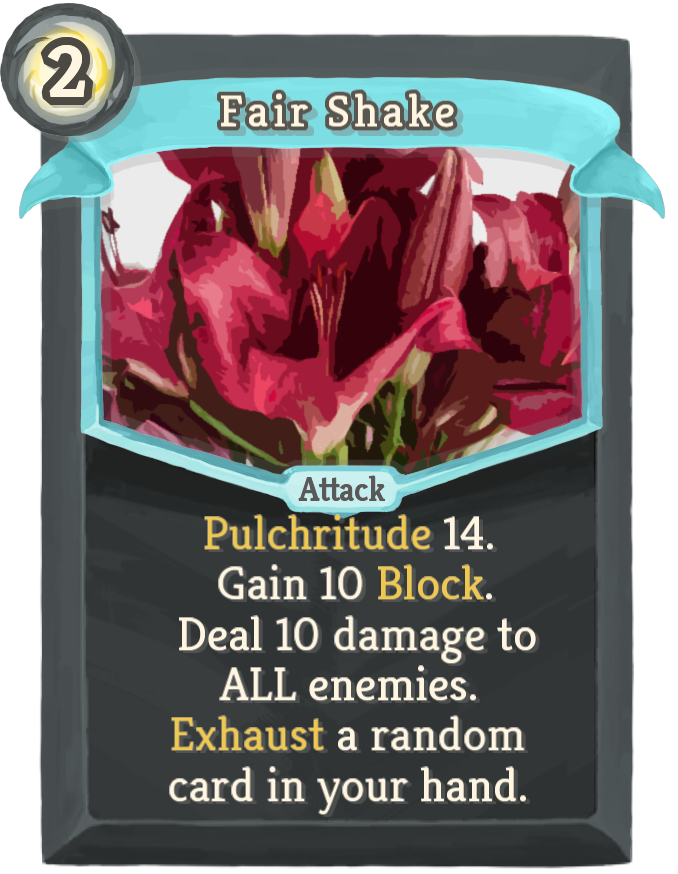 2
Fair Shake
Attack
Pulchritude 14.
Gain 10 Block.
Deal 10 damage to
ALL enemies.
Exhaust a random
card in your hand.